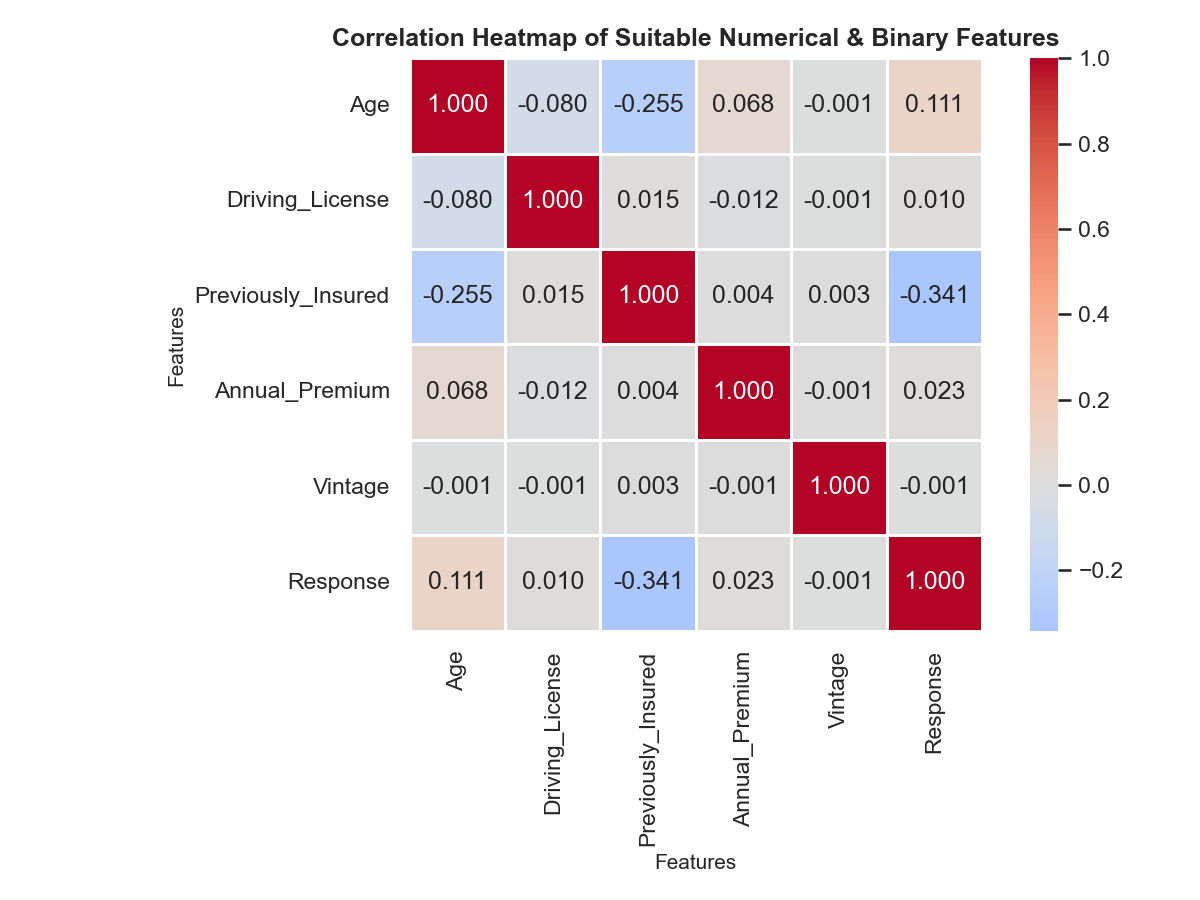 Correlation Heatmap of Suitable Numerical & Binary Features
Age 1.000 -0.080 -0.255 0.068 -0.001 0.111
Driving_License -0.080 1.000 0.015 -0.012 -0.001 0.010
Previously_Insured -0.255 0.015 1.000 0.004 0.003 -0.341
Annual_Premium 0.068 -0.012 0.004 1.000 -0.001 0.023
Vintage -0.001 -0.001 0.003 -0.001 1.000 -0.001
Response 0.111 0.010 -0.341 0.023 -0.001 1.000
Features
Age
Driving_License
Previously_Insured
Annual_Premium
Vintage
Response
Features
1.0
0.8
0.6
0.4
0.2
0.0
−0.2